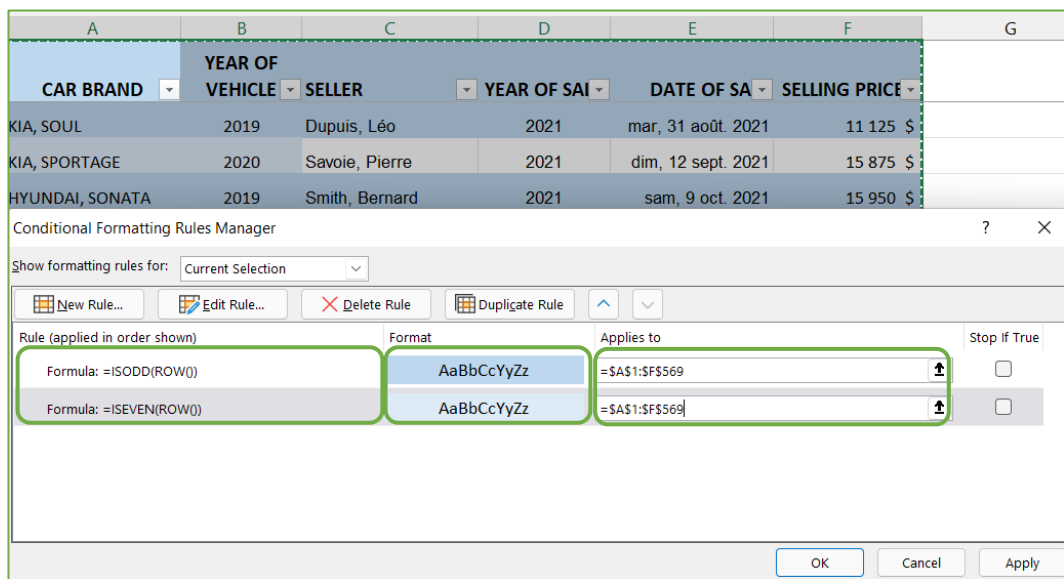 A B C D E F G
YEAR OF
CAR BRAND VEHICLE SELLER YEAR OF SAL DATE OF SA SELLING PRICE
KIA, SOUL 2019 Dupuis, Léo 2021 mar, 31 août. 2021 11 125 $
KIA, SPORTAGE 2020 Savoie, Pierre 2021 dim, 12 sept. 2021 15 875 $
HYUNDAI, SONATA 2019 Smith, Bernard 2021 sam, 9 oct. 2021 15 950 $
Conditional Formatting Rules Manager ?
Show formatting rules for: Current Selection
New Rule... Edit Rule... Delete Rule Duplicate Rule
Rule (applied in order shown) Format Applies to Stop If True
Formula: =ISODD(ROW()) AaBbCcYyZz =$A$1:$F$569
Formula: =ISEVEN(ROW()) AaBbCcYyZz =$A$1:$F$569
OK Cancel Apply